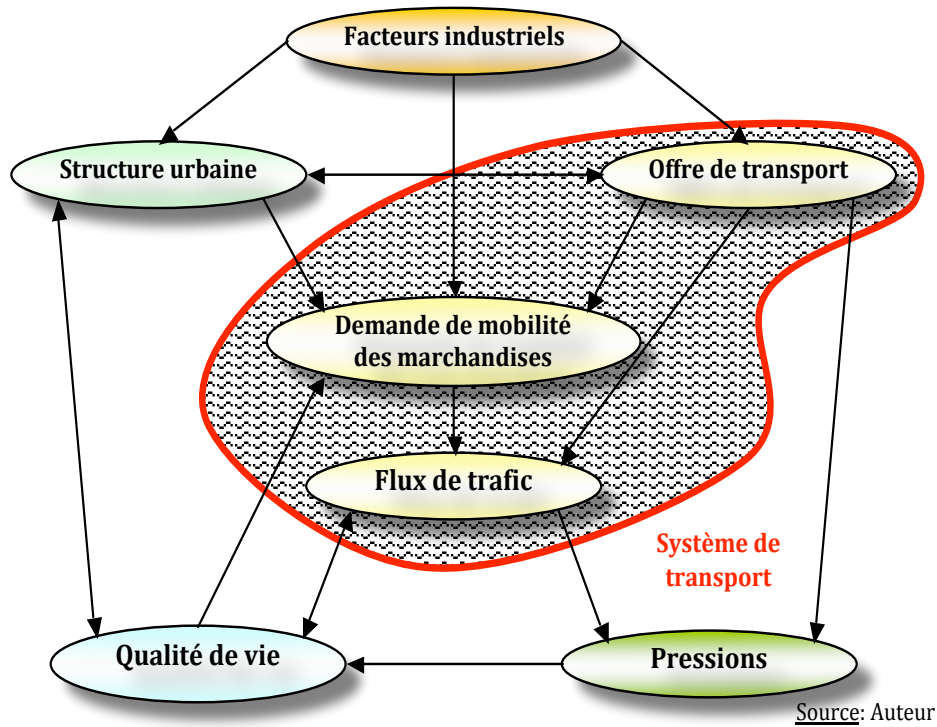 Facteurs industriels
Structure urbaine
Offre de transport
Demande de mobilité
des marchandises
Flux de trafic
Système de
transport
Qualité de vie
Pressions
Source: Auteur